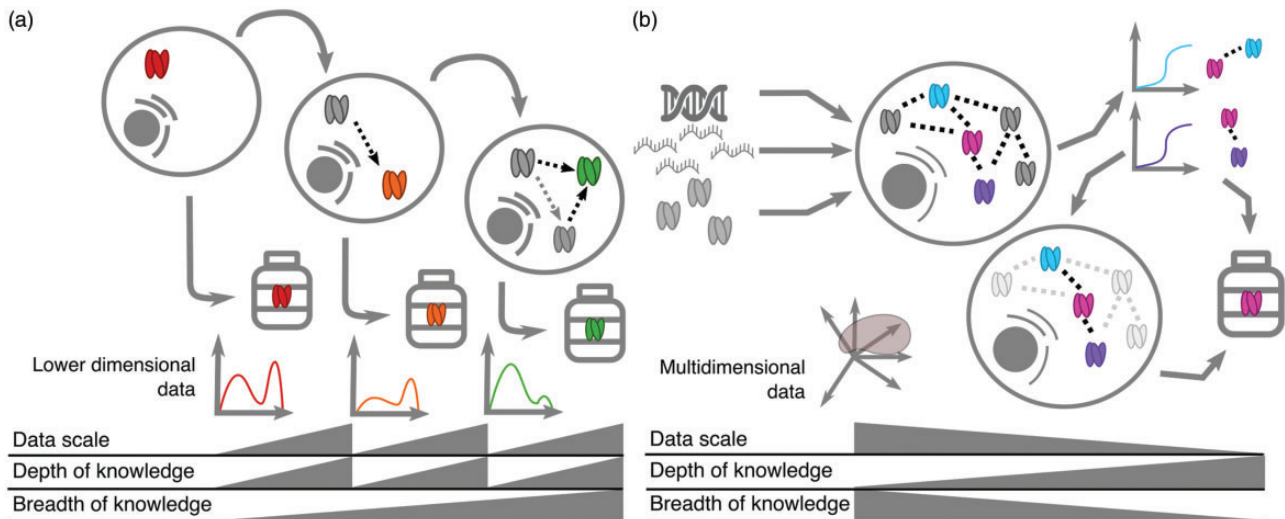 (a)
Lower dimensional
data
Data scale
Depth of knowledge
Breadth of knowledge
(b)
Multidimensional
data
Data scale
Depth of knowledge
Breadth of knowledge